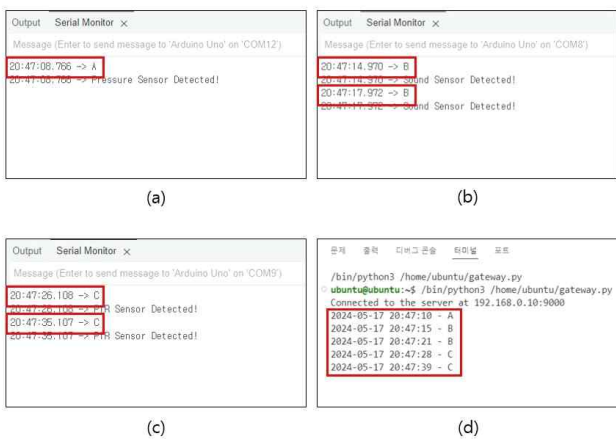 Output Serial Monitor ×
Message (Enter to send message to 'Arduino Uno' on 'COM12')
20:47:08.766 -> A
20:47:08.766 -> Pressure Sensor Detected!
(a)
Output Serial Monitor ×
Message (Enter to send message to 'Arduino Uno' on 'COM8')
20:47:14.970 -> B
20:47:14.970 -> Sound Sensor Detected!
20:47:17.972 -> B
20:47:17.972 -> Sound Sensor Detected!
(b)
Output Serial Monitor ×
Message (Enter to send message to 'Arduino Uno' on 'COM9')
20:47:26.108 -> C
20:47:26.108 -> PIR Sensor Detected!
20:47:35.107 -> C
20:47:35.107 -> PIR Sensor Detected!
(c)
문제 출력 디버그 콘솔 터미널 포트
/bin/python3 /home/ubuntu/gateway.py
ubuntu@ubuntu:~$ /bin/python3 /home/ubuntu/gateway.py
Connected to the server at 192.168.0.10:9000
2024-05-17 20:47:10 - A
2024-05-17 20:47:15 - B
2024-05-17 20:47:21 - B
2024-05-17 20:47:28 - C
2024-05-17 20:47:39 - C
(d)